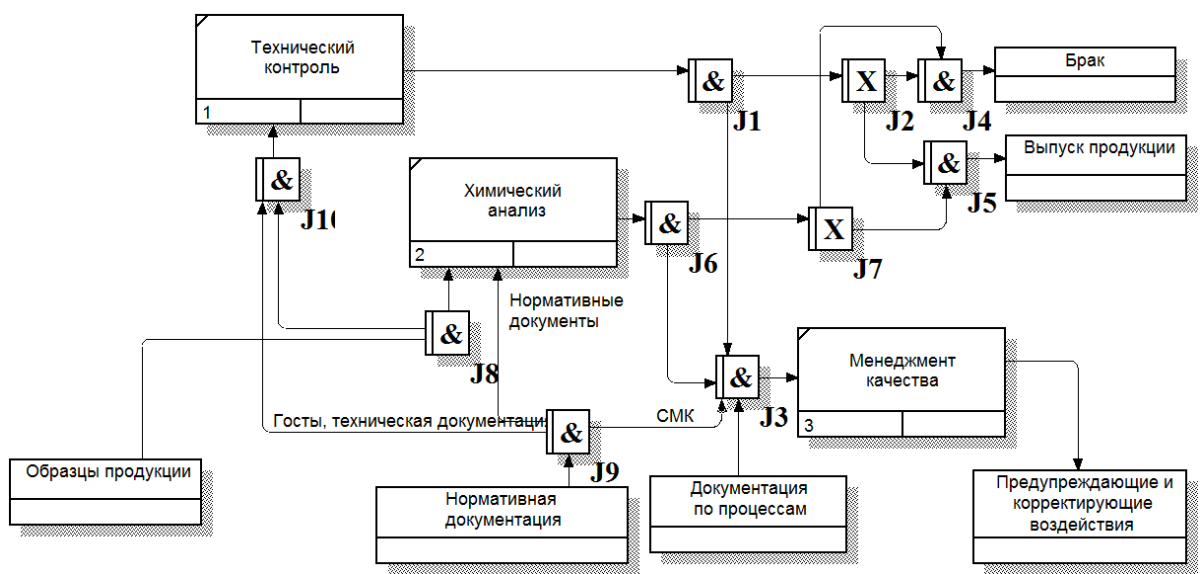 Технический
контроль
1
&
J1
X
J2
&
J4
Брак
&
J10
Химический
анализ
2
&
J6
X
J7
&
J5
Выпуск продукции
Нормативные
документы
&
J8
&
J3
Менеджмент
качества
3
Госты, техническая документация
&
J9
СМК
Образцы продукции
Нормативная
документация
Документация
по процессам
Предупреждающие и
корректирующие
воздействия